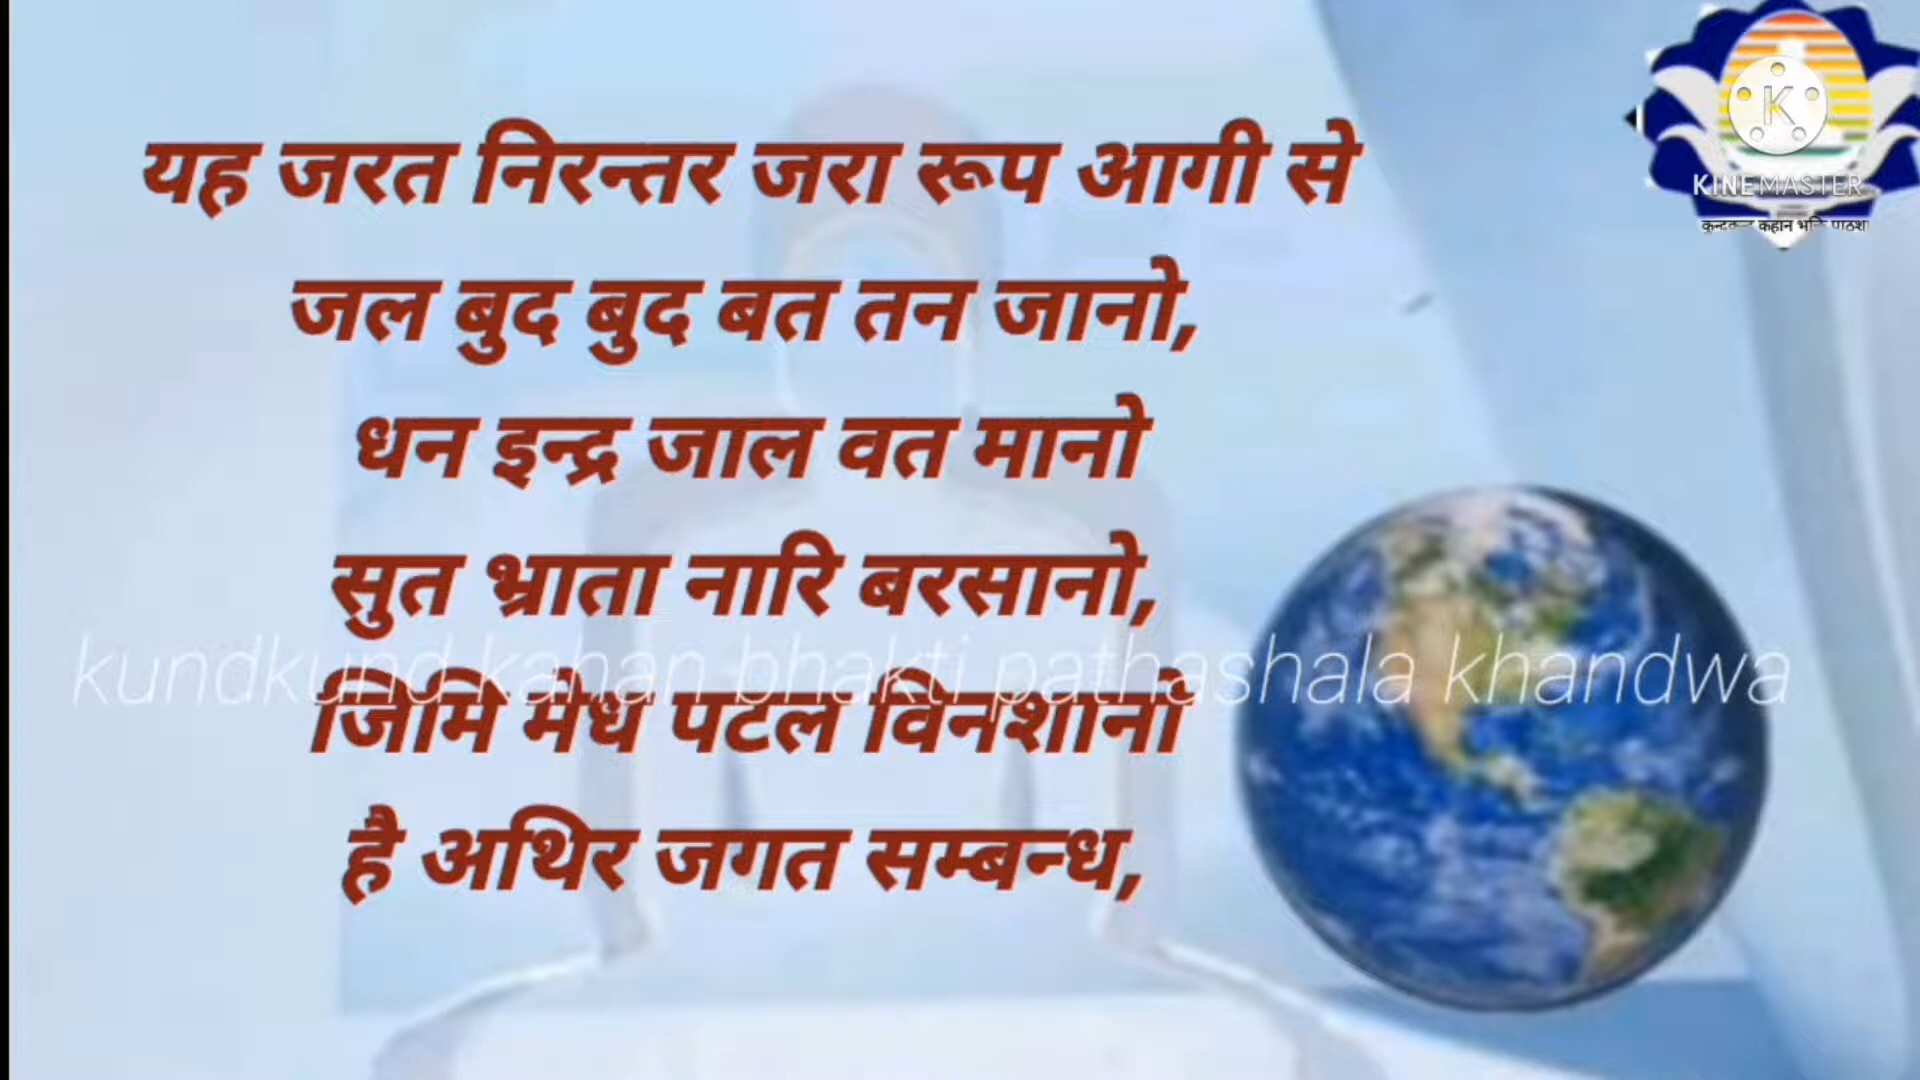 यह जरत निरन्तर जरा रूप आगी से
जल बुद बुद बत तन जानो,
धन इन्द्र जाल वत मानो
सुत भ्राता नारि बरसानो,
जिमि मेध पटल विनशानो
है अथिर जगत सम्बन्ध,
kundkund kahan bhakti pathashala khandwa
K
KINEMASTER
कहान